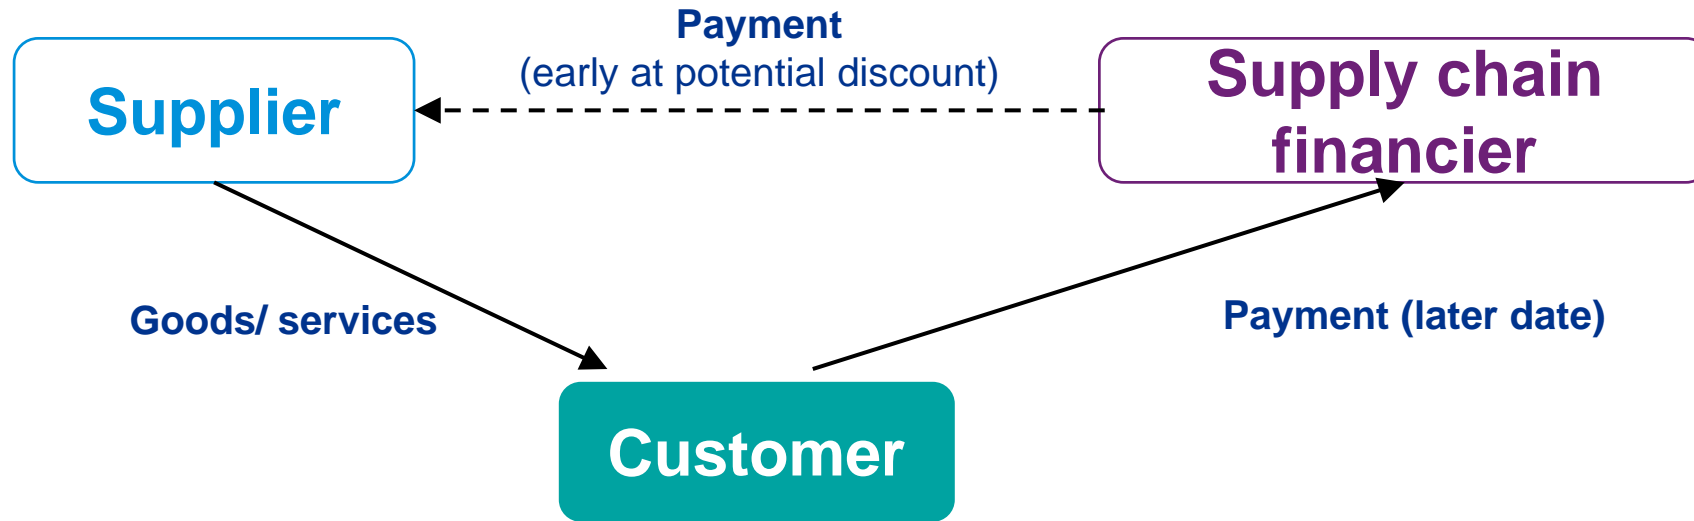 Payment
(early at potential discount)
Supplier
Supply chain
financier
Goods/ services
Payment (later date)
Customer